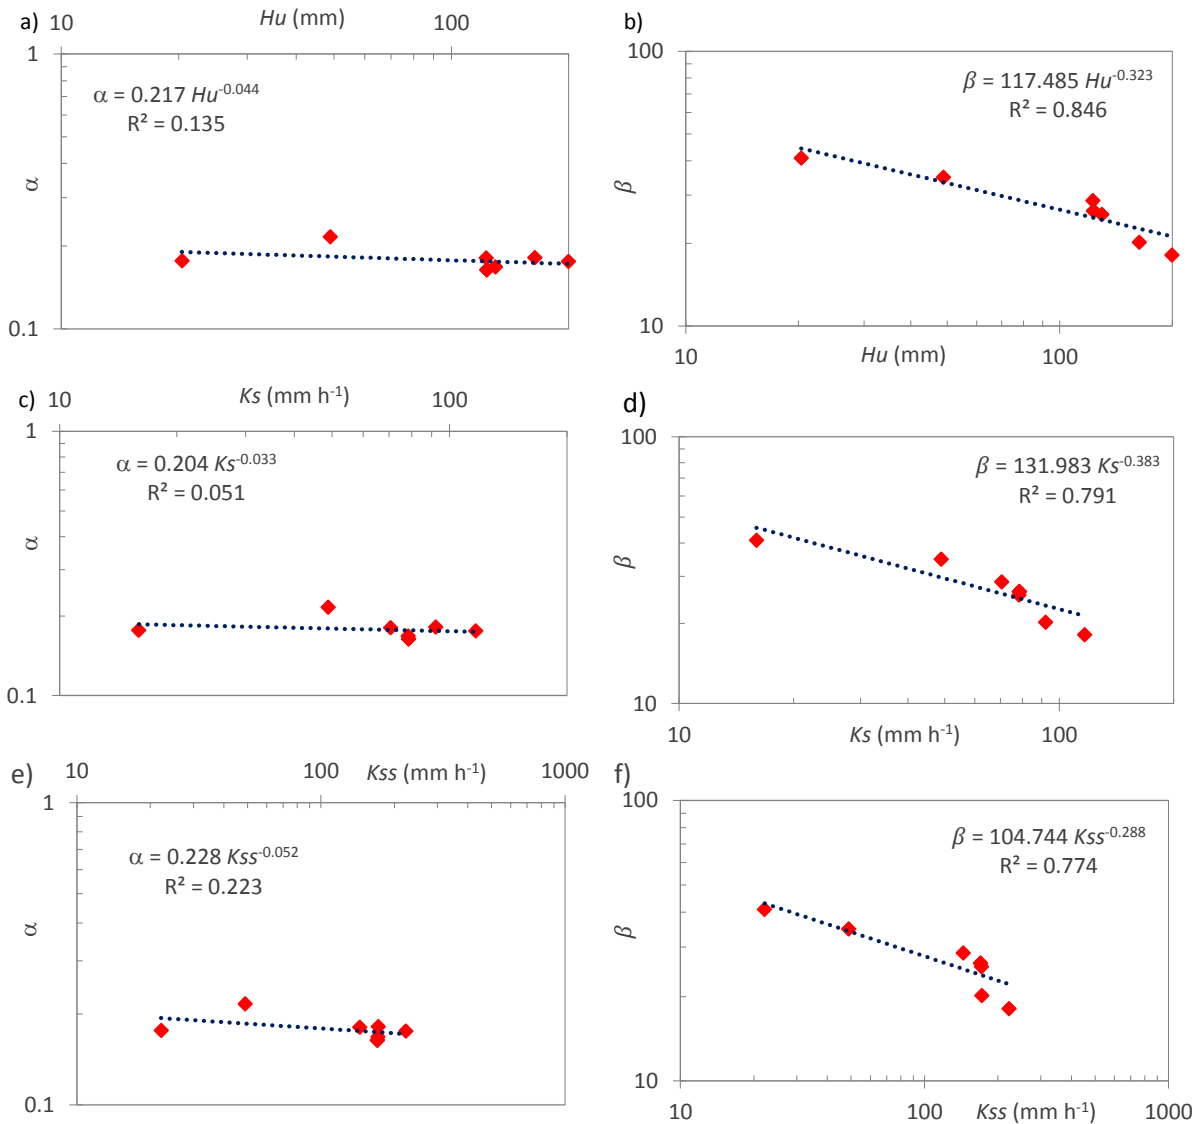 a)
Hu (mm)
10
100
1
α = 0.217 Hu⁻⁰·⁰⁴⁴
R² = 0.135
α
0.1
b)
100
β = 117.485 Hu⁻⁰·³²³
R² = 0.846
β
10
10
100
Hu (mm)
c)
Ks (mm h⁻¹)
10
100
1
α = 0.204 Ks⁻⁰·⁰³³
R² = 0.051
α
0.1
d)
100
β = 131.983 Ks⁻⁰·³⁸³
R² = 0.791
β
10
10
100
Ks (mm h⁻¹)
e)
10
100
1000
Kss (mm h⁻¹)
1
α = 0.228 Kss⁻⁰·⁰⁵²
R² = 0.223
α
0.1
f)
100
β = 104.744 Kss⁻⁰·²⁸⁸
R² = 0.774
β
10
10
100
1000
Kss (mm h⁻¹)